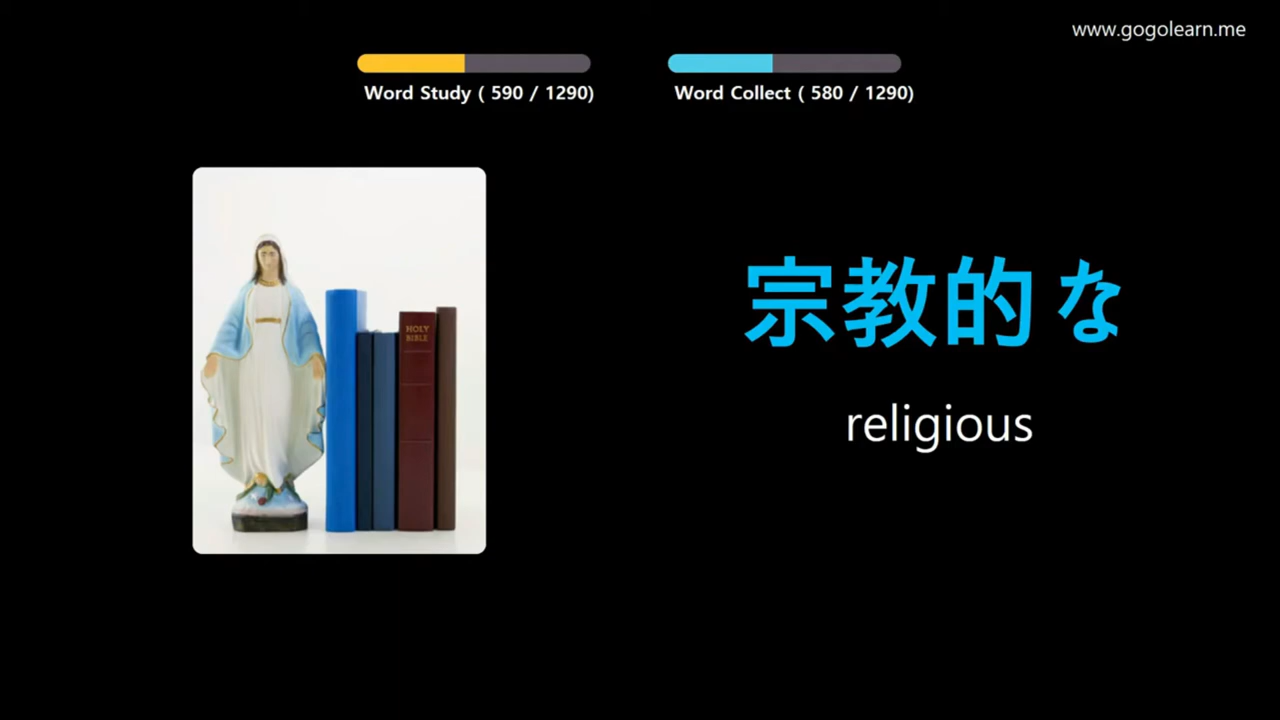 www.gogolearn.me
Word Study ( 590 / 1290)
Word Collect ( 580 / 1290)
HOLY
BIBLE
宗教的な
religious